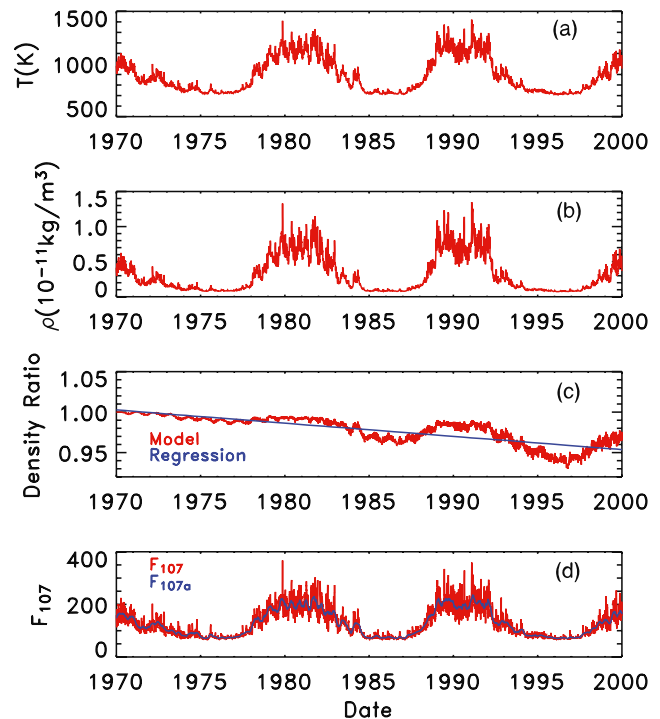 (a)
T(K)
1500
1000
500
1970 1975 1980 1985 1990 1995 2000
(b)
ρ(10⁻¹¹kg/m³)
1.5
1.0
0.5
0
1970 1975 1980 1985 1990 1995 2000
(c)
Density Ratio
1.05
1.00
0.95
Model
Regression
1970 1975 1980 1985 1990 1995 2000
(d)
F₁₀₇
400
200
0
F₁₀₇
F₁₀₇ₐ
1970 1975 1980 1985 1990 1995 2000
Date